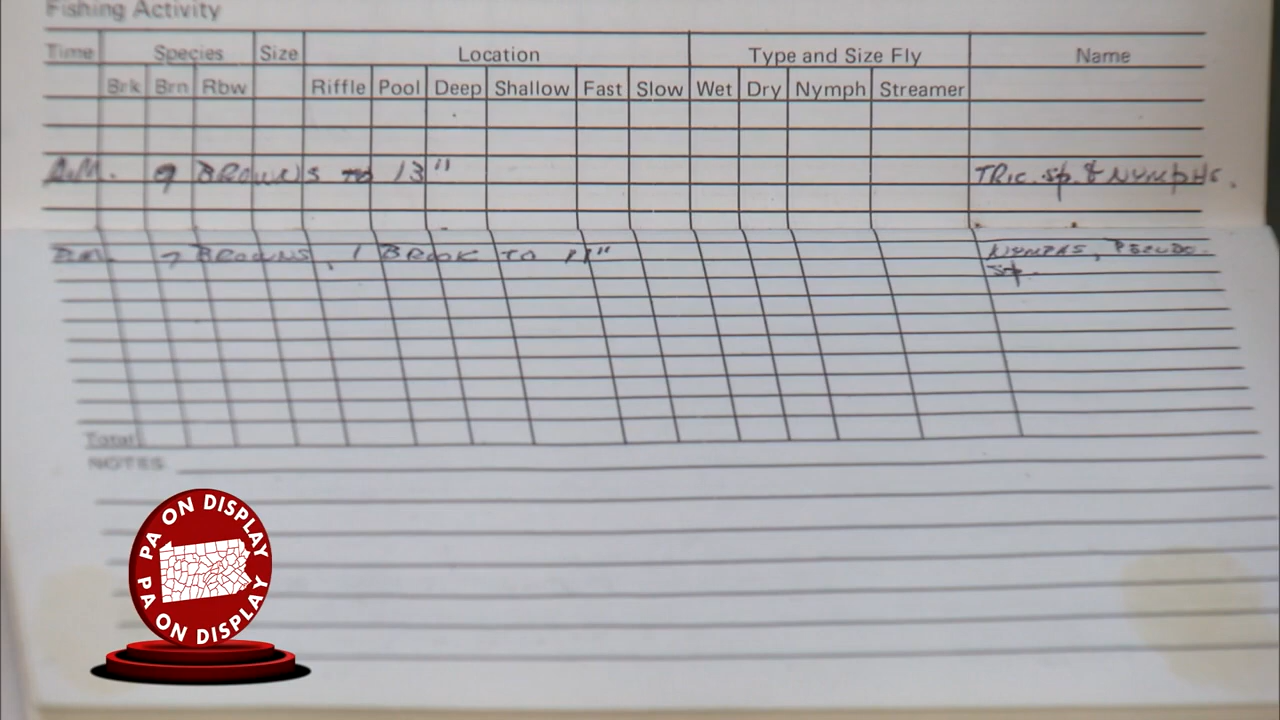 Fishing Activity
Time Species Size Location Type and Size Fly Name
Brk Brn Rbw Riffle Pool Deep Shallow Fast Slow Wet Dry Nymph Streamer
A.M. 9 BROWNS to 13" TRIC. sp. & NYMPHS.
P.M. 7 BROWNS, 1 BROOK TO 11" NYMPHS, PSEUDO.
sp.
Total
NOTES
PA ON DISPLAY
PA ON DISPLAY